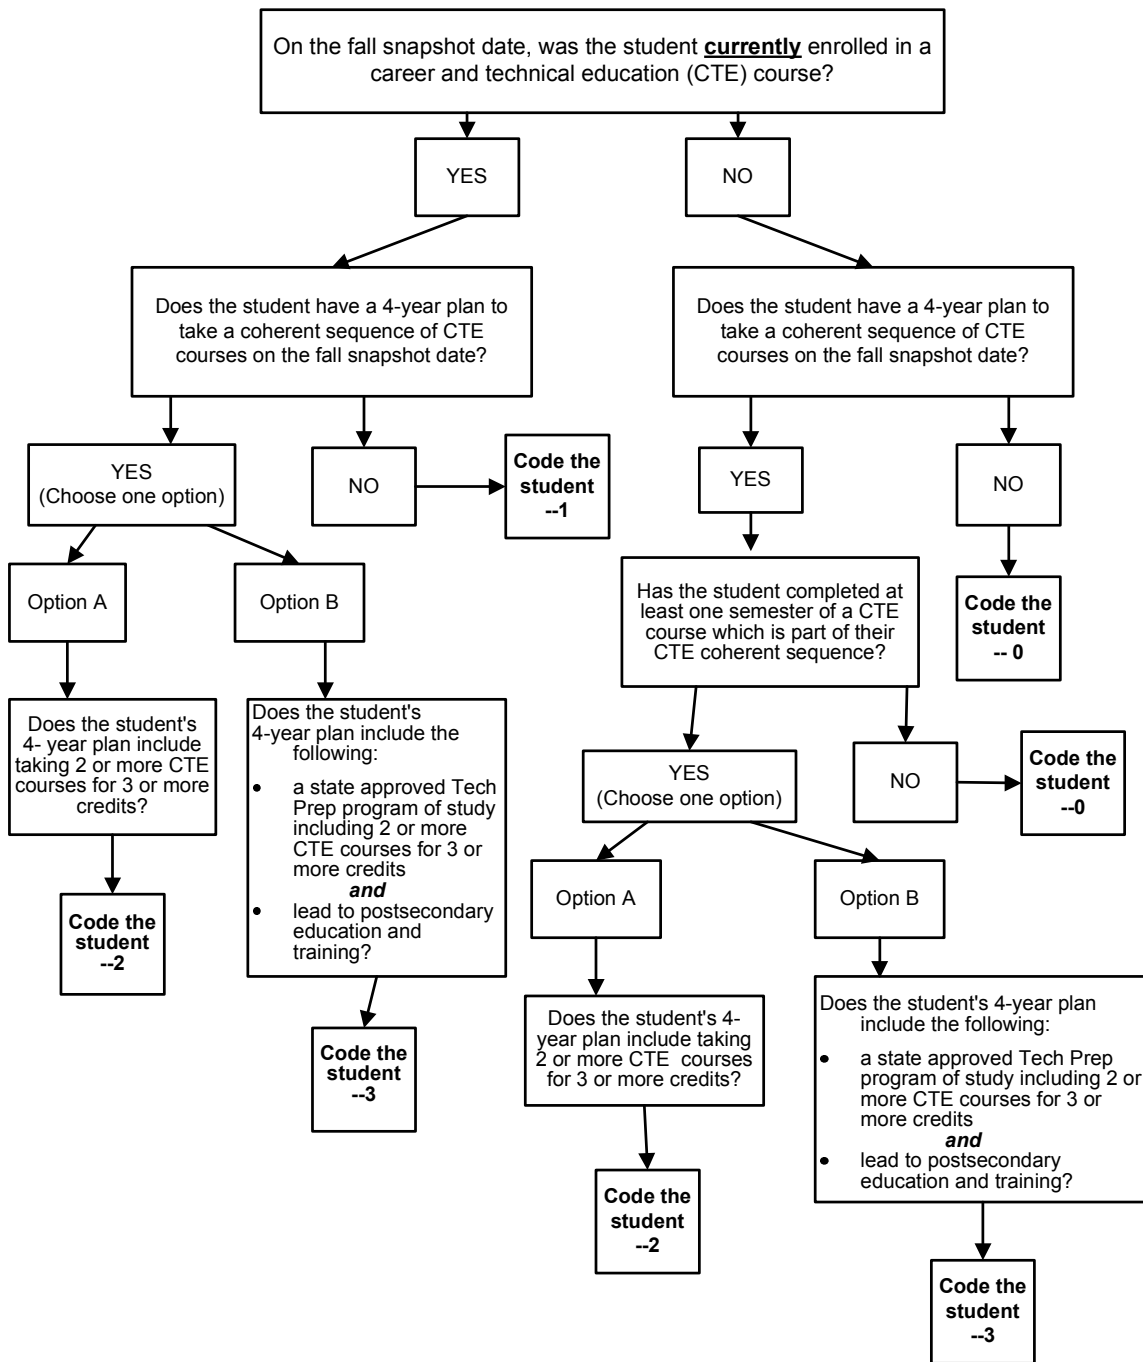 On the fall snapshot date, was the student currently enrolled in a
career and technical education (CTE) course?
YES
NO
Does the student have a 4-year plan to
take a coherent sequence of CTE
courses on the fall snapshot date?
Does the student have a 4-year plan to
take a coherent sequence of CTE
courses on the fall snapshot date?
YES
(Choose one option)
NO
Code the
student
--1
YES
NO
Option A
Option B
Has the student completed at
least one semester of a CTE
course which is part of their
CTE coherent sequence?
Code the
student
-- 0
Does the student's
4- year plan include
taking 2 or more CTE
courses for 3 or more
credits?
Does the student's
4-year plan include the
following:
• a state approved Tech
Prep program of study
including 2 or more
CTE courses for 3 or
more credits
and
• lead to postsecondary
education and
training?
YES
(Choose one option)
NO
Code the
student
--0
Code the
student
--2
Option A
Option B
Code the
student
--3
Does the student's 4-
year plan include taking
2 or more CTE courses
for 3 or more credits?
Does the student's 4-year plan
include the following:
• a state approved Tech Prep
program of study including 2 or
more CTE courses for 3 or
more credits
and
• lead to postsecondary
education and training?
Code the
student
--2
Code the
student
--3